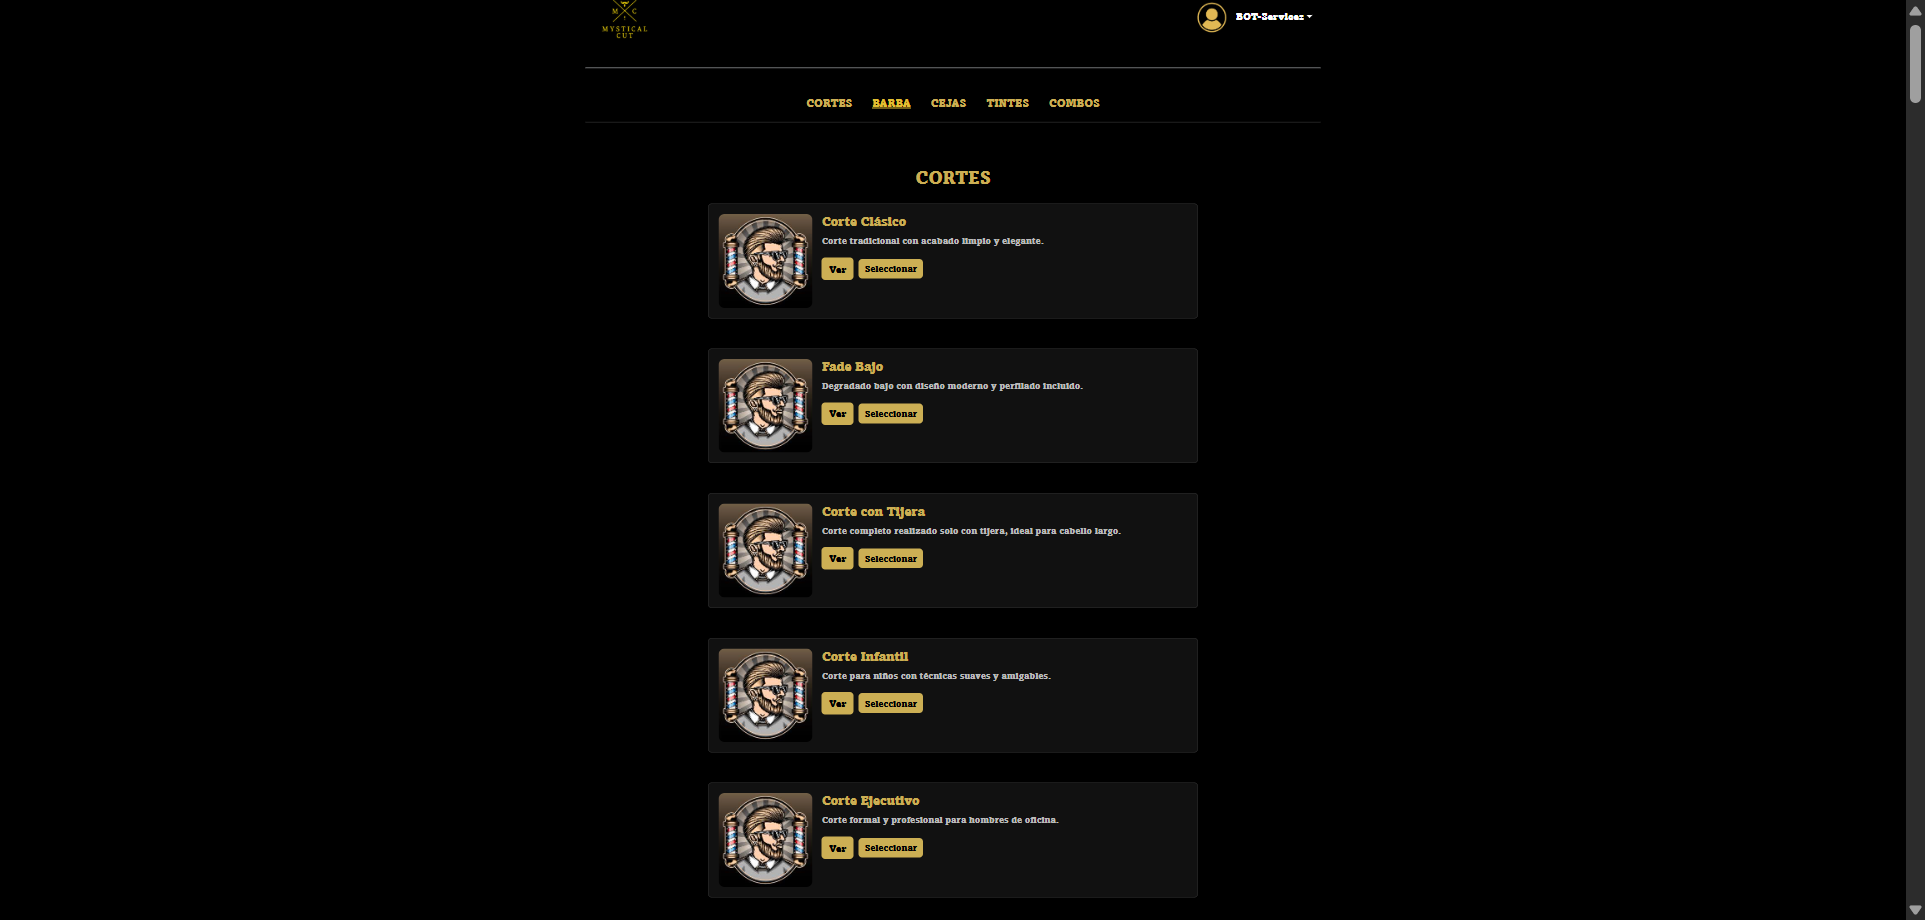 M C
MYSTICAL
CUT
BOT-Services
CORTES BARBA CEJAS TINTES COMBOS
CORTES
Corte Clásico
Corte tradicional con acabado limpio y elegante.
Ver Seleccionar
Fade Bajo
Degradado bajo con diseño moderno y perfilado incluido.
Ver Seleccionar
Corte con Tijera
Corte completo realizado solo con tijera, ideal para cabello largo.
Ver Seleccionar
Corte Infantil
Corte para niños con técnicas suaves y amigables.
Ver Seleccionar
Corte Ejecutivo
Corte formal y profesional para hombres de oficina.
Ver Seleccionar